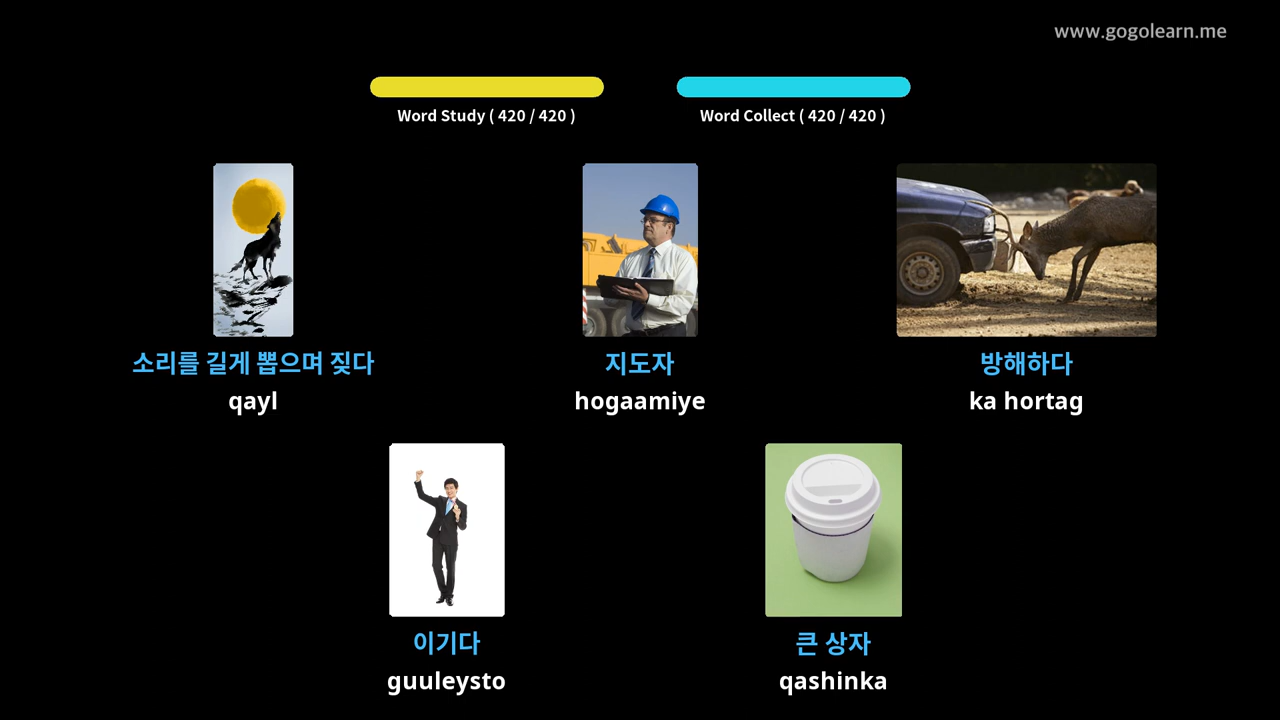 www.gogolearn.me
Word Study ( 420 / 420 )
Word Collect ( 420 / 420 )
소리를 길게 뽑으며 짖다
qayl
지도자
hogaamiye
방해하다
ka hortag
이기다
guuleysto
큰 상자
qashinka